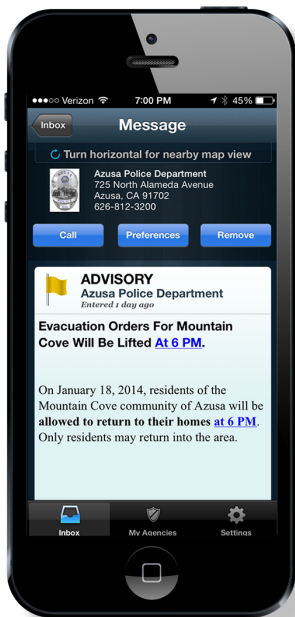 Verizon 7:00 PM 45%
Inbox Message
Turn horizontal for nearby map view
Azusa Police Department
725 North Alameda Avenue
Azusa, CA 91702
626-812-3200
Call Preferences Remove
ADVISORY
Azusa Police Department
Entered 1 day ago
Evacuation Orders For Mountain
Cove Will Be Lifted At 6 PM.
On January 18, 2014, residents of the
Mountain Cove community of Azusa will be
allowed to return to their homes at 6 PM.
Only residents may return into the area.
Inbox My Agencies Settings